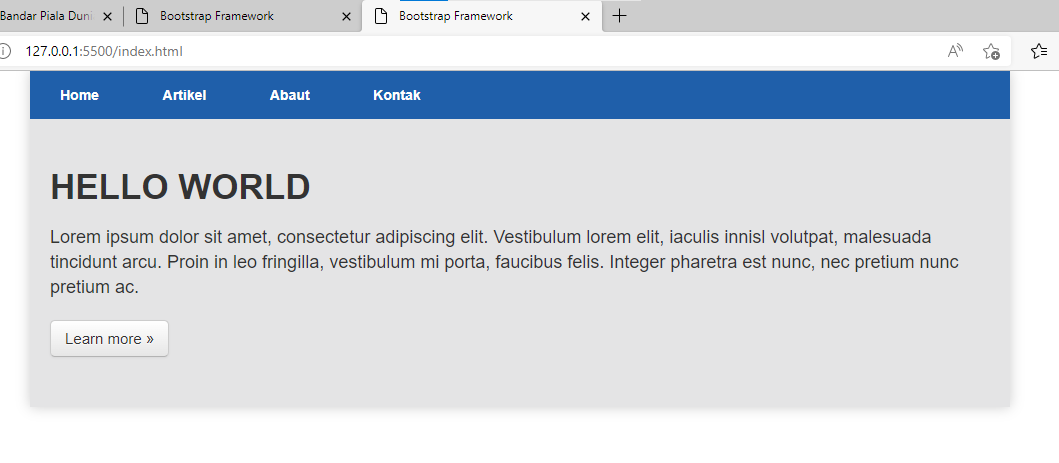 Bandar Piala Duni
Bootstrap Framework
Bootstrap Framework
127.0.0.1:5500/index.html
Home Artikel Abaut Kontak
HELLO WORLD
Lorem ipsum dolor sit amet, consectetur adipiscing elit. Vestibulum lorem elit, iaculis innisl volutpat, malesuada
tincidunt arcu. Proin in leo fringilla, vestibulum mi porta, faucibus felis. Integer pharetra est nunc, nec pretium nunc
pretium ac.
Learn more »